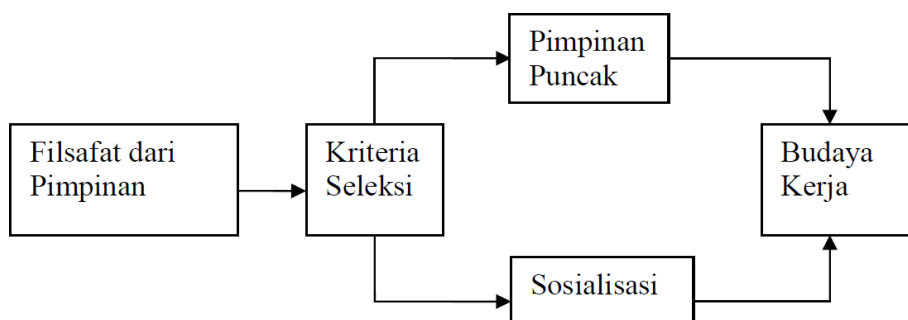 Pimpinan
Puncak
Filsafat dari
Pimpinan
Kriteria
Seleksi
Budaya
Kerja
Sosialisasi